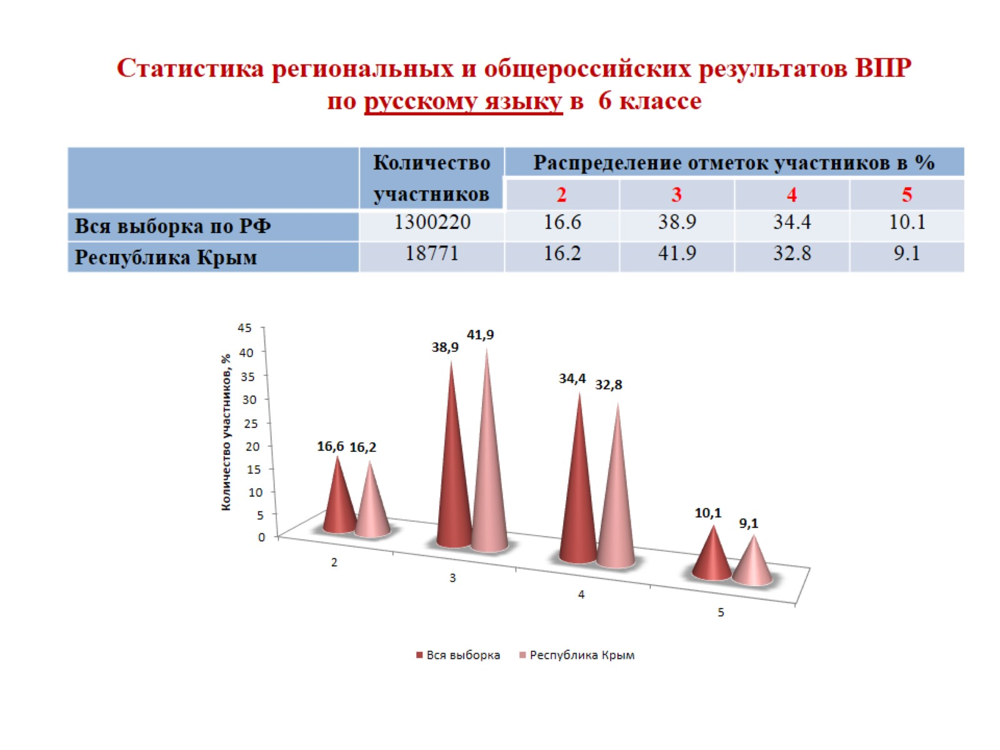 Статистика региональных и общероссийских результатов ВПР
по русскому языку в 6 классе
Количество участников
Распределение отметок участников в %
2 3 4 5
Вся выборка по РФ 1300220 16.6 38.9 34.4 10.1
Республика Крым 18771 16.2 41.9 32.8 9.1
Количество участников, %
45
40
35
30
25
20
15
10
5
0
16,6 16,2
38,9 41,9
34,4 32,8
10,1 9,1
2
3
4
5
Вся выборка Республика Крым